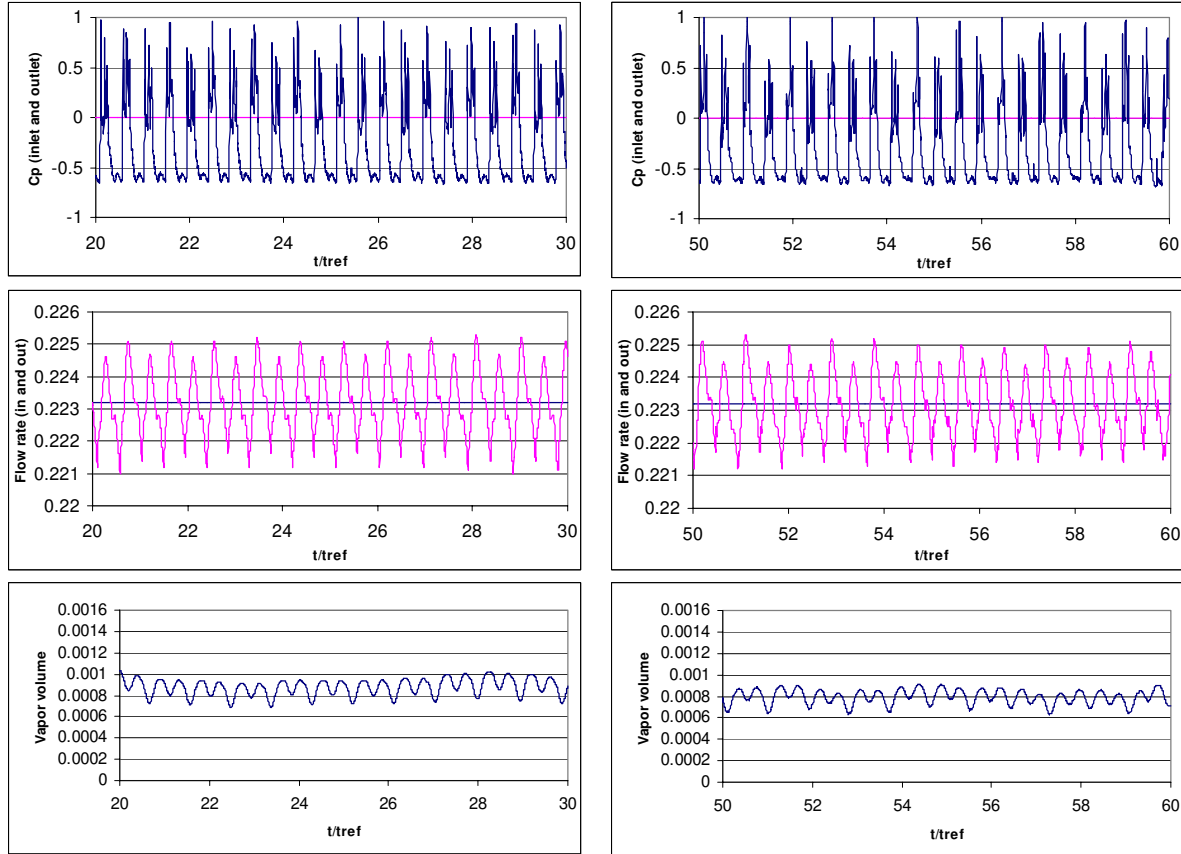 Cp (inlet and outlet)
1
0.5
0
-0.5
-1
20 22 24 26 28 30
t/tref
Cp (inlet and outlet)
1
0.5
0
-0.5
-1
50 52 54 56 58 60
t/tref
Flow rate (in and out)
0.226
0.225
0.224
0.223
0.222
0.221
0.22
20 22 24 26 28 30
t/tref
Flow rate (in and out)
0.226
0.225
0.224
0.223
0.222
0.221
0.22
50 52 54 56 58 60
t/tref
Vapor volume
0.0016
0.0014
0.0012
0.001
0.0008
0.0006
0.0004
0.0002
0
20 22 24 26 28 30
t/tref
Vapor volume
0.0016
0.0014
0.0012
0.001
0.0008
0.0006
0.0004
0.0002
0
50 52 54 56 58 60
t/tref